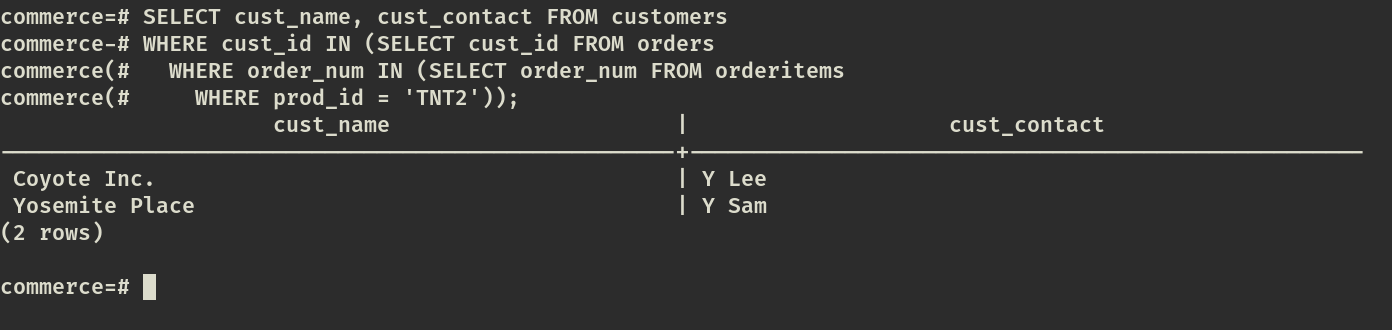 commerce=# SELECT cust_name, cust_contact FROM customers
commerce-# WHERE cust_id IN (SELECT cust_id FROM orders
commerce(#   WHERE order_num IN (SELECT order_num FROM orderitems
commerce(#     WHERE prod_id = 'TNT2'));
                     cust_name                      |                    cust_contact
----------------------------------------------------+----------------------------------------------------
 Coyote Inc.                                        | Y Lee
 Yosemite Place                                     | Y Sam
(2 rows)

commerce=#